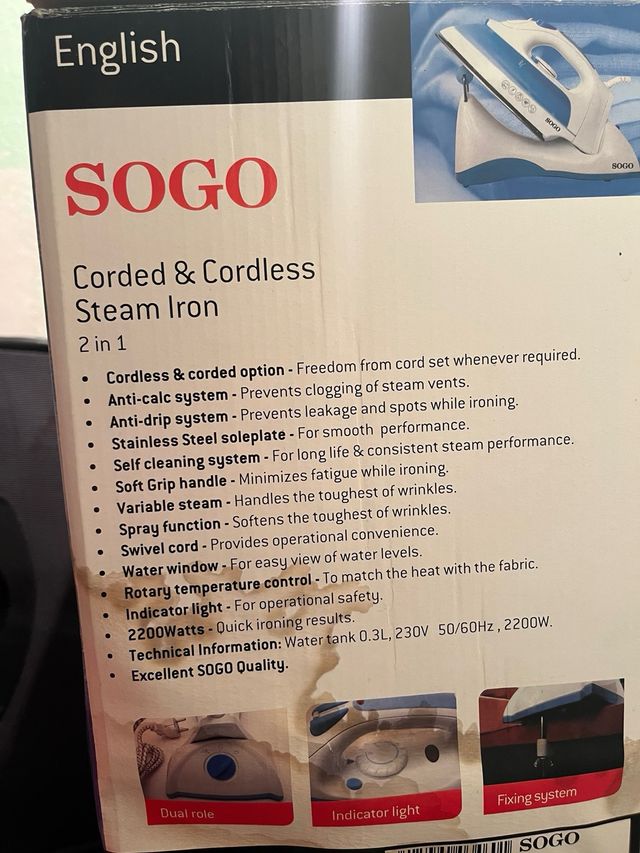 English
SOGO
SOGO
SOGO
Corded & Cordless
Steam Iron
2 in 1
• Cordless & corded option - Freedom from cord set whenever required.
• Anti-calc system - Prevents clogging of steam vents.
• Anti-drip system - Prevents leakage and spots while ironing.
• Stainless Steel soleplate - For smooth performance.
• Self cleaning system - For long life & consistent steam performance.
• Soft Grip handle - Minimizes fatigue while ironing.
• Variable steam - Handles the toughest of wrinkles.
• Spray function - Softens the toughest of wrinkles.
• Swivel cord - Provides operational convenience.
• Water window - For easy view of water levels.
• Rotary temperature control - To match the heat with the fabric.
• Indicator light - For operational safety.
• 2200Watts - Quick ironing results.
• Technical Information: Water tank 0.3L, 230V 50/60Hz , 2200W.
• Excellent SOGO Quality.
Dual role
Indicator light
Fixing system
SOGO